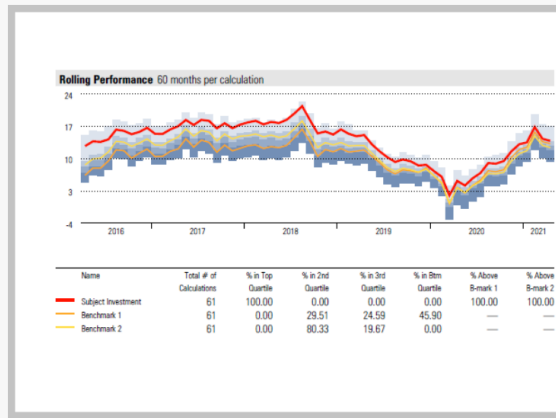 Rolling Performance 60 months per calculation
24
17
10
3
-4
2016 2017 2018 2019 2020 2021
Name Total # of % in Top % in 2nd % in 3rd % in Btm % Above % Above
Calculations Quartile Quartile Quartile Quartile B-mark 1 B-mark 2
Subject Investment 61 100.00 0.00 0.00 0.00 100.00 100.00
Benchmark 1 61 0.00 29.51 24.59 45.90 — —
Benchmark 2 61 0.00 80.33 19.67 0.00 — —